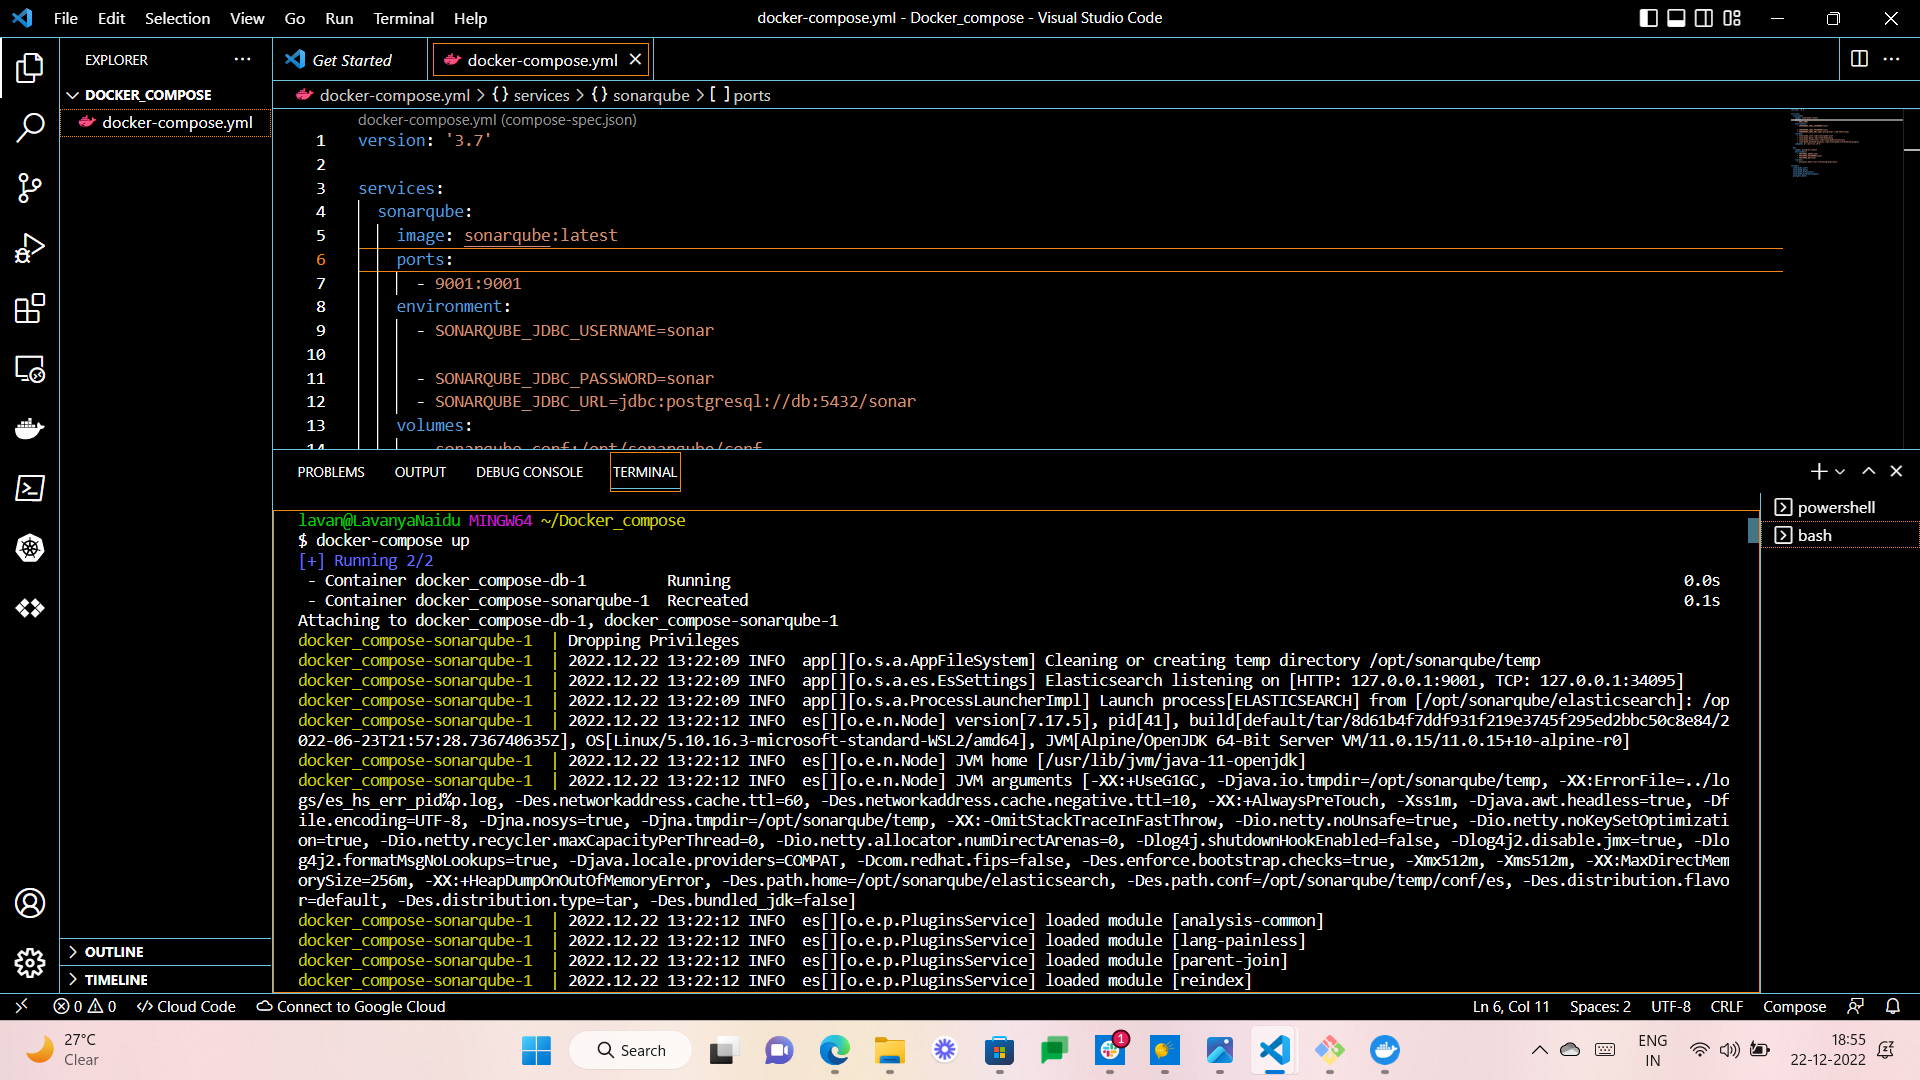 File Edit Selection View Go Run Terminal Help
docker-compose.yml - Docker_compose - Visual Studio Code
EXPLORER
DOCKER_COMPOSE
docker-compose.yml
OUTLINE
TIMELINE
Get Started
docker-compose.yml
docker-compose.yml > {} services > {} sonarqube > [ ] ports
docker-compose.yml (compose-spec.json)
1 version: '3.7'
2
3 services:
4 sonarqube:
5 image: sonarqube:latest
6 ports:
7 - 9001:9001
8 environment:
9 - SONARQUBE_JDBC_USERNAME=sonar
10
11 - SONARQUBE_JDBC_PASSWORD=sonar
12 - SONARQUBE_JDBC_URL=jdbc:postgresql://db:5432/sonar
13 volumes:
14 - sonarqube_conf:/opt/sonarqube/conf
PROBLEMS OUTPUT DEBUG CONSOLE TERMINAL
powershell
bash
lavan@LavanyaNaidu MINGW64 ~/Docker_compose
$ docker-compose up
[+] Running 2/2
- Container docker_compose-db-1 Running 0.0s
- Container docker_compose-sonarqube-1 Recreated 0.1s
Attaching to docker_compose-db-1, docker_compose-sonarqube-1
docker_compose-sonarqube-1 | Dropping Privileges
docker_compose-sonarqube-1 | 2022.12.22 13:22:09 INFO app[][o.s.a.AppFileSystem] Cleaning or creating temp directory /opt/sonarqube/temp
docker_compose-sonarqube-1 | 2022.12.22 13:22:09 INFO app[][o.s.a.es.EsSettings] Elasticsearch listening on [HTTP: 127.0.0.1:9001, TCP: 127.0.0.1:34095]
docker_compose-sonarqube-1 | 2022.12.22 13:22:09 INFO app[][o.s.a.ProcessLauncherImpl] Launch process[ELASTICSEARCH] from [/opt/sonarqube/elasticsearch]: /op
docker_compose-sonarqube-1 | 2022.12.22 13:22:12 INFO es[][o.e.n.Node] version[7.17.5], pid[41], build[default/tar/8d61b4f7ddf931f219e3745f295ed2bbc50c8e84/2
022-06-23T21:57:28.736740635Z], OS[Linux/5.10.16.3-microsoft-standard-WSL2/amd64], JVM[Alpine/OpenJDK 64-Bit Server VM/11.0.15/11.0.15+10-alpine-r0]
docker_compose-sonarqube-1 | 2022.12.22 13:22:12 INFO es[][o.e.n.Node] JVM home [/usr/lib/jvm/java-11-openjdk]
docker_compose-sonarqube-1 | 2022.12.22 13:22:12 INFO es[][o.e.n.Node] JVM arguments [-XX:+UseG1GC, -Djava.io.tmpdir=/opt/sonarqube/temp, -XX:ErrorFile=../lo
gs/es_hs_err_pid%p.log, -Des.networkaddress.cache.ttl=60, -Des.networkaddress.cache.negative.ttl=10, -XX:+AlwaysPreTouch, -Xss1m, -Djava.awt.headless=true, -Df
ile.encoding=UTF-8, -Djna.nosys=true, -Djna.tmpdir=/opt/sonarqube/temp, -XX:-OmitStackTraceInFastThrow, -Dio.netty.noUnsafe=true, -Dio.netty.noKeySetOptimizati
on=true, -Dio.netty.recycler.maxCapacityPerThread=0, -Dio.netty.allocator.numDirectArenas=0, -Dlog4j.shutdownHookEnabled=false, -Dlog4j2.disable.jmx=true, -Dlo
g4j2.formatMsgNoLookups=true, -Djava.locale.providers=COMPAT, -Dcom.redhat.fips=false, -Des.enforce.bootstrap.checks=true, -Xmx512m, -Xms512m, -XX:MaxDirectMem
orySize=256m, -XX:+HeapDumpOnOutOfMemoryError, -Des.path.home=/opt/sonarqube/elasticsearch, -Des.path.conf=/opt/sonarqube/temp/conf/es, -Des.distribution.flavo
r=default, -Des.distribution.type=tar, -Des.bundled_jdk=false]
docker_compose-sonarqube-1 | 2022.12.22 13:22:12 INFO es[][o.e.p.PluginsService] loaded module [analysis-common]
docker_compose-sonarqube-1 | 2022.12.22 13:22:12 INFO es[][o.e.p.PluginsService] loaded module [lang-painless]
docker_compose-sonarqube-1 | 2022.12.22 13:22:12 INFO es[][o.e.p.PluginsService] loaded module [parent-join]
docker_compose-sonarqube-1 | 2022.12.22 13:22:12 INFO es[][o.e.p.PluginsService] loaded module [reindex]
0 0 Cloud Code Connect to Google Cloud Ln 6, Col 11 Spaces: 2 UTF-8 CRLF Compose
27°C
Clear
Search
1
ENG
IN
18:55
22-12-2022